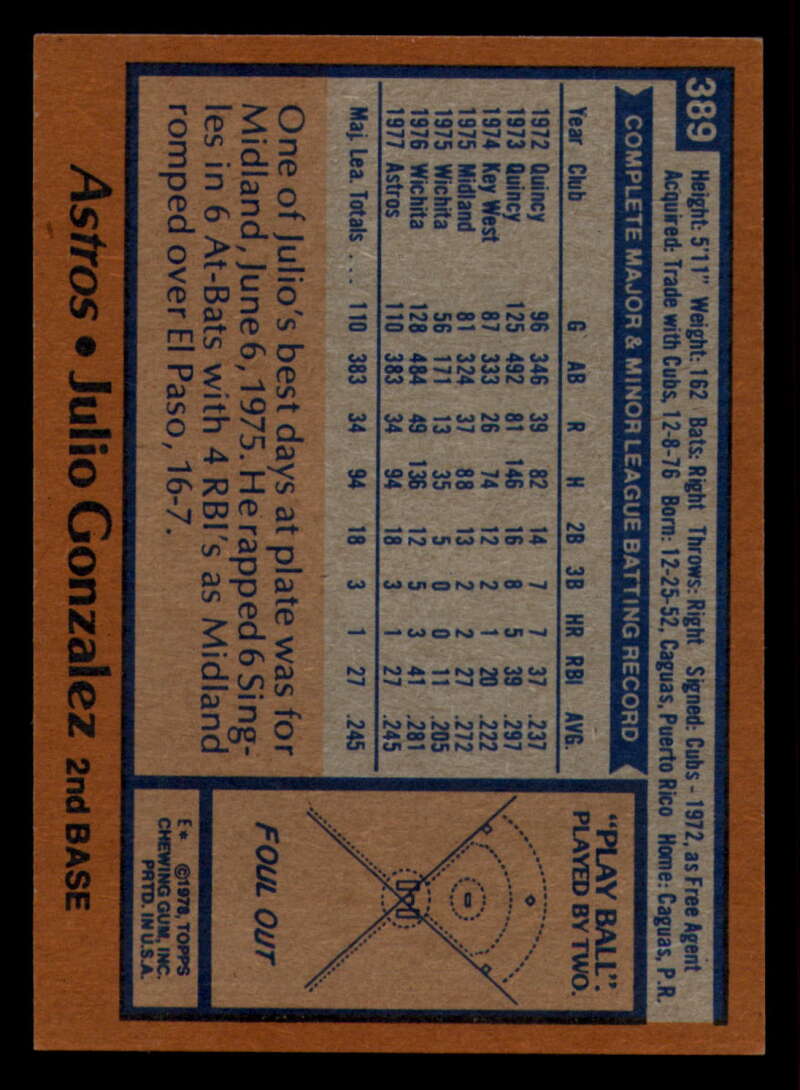 389
Height: 5'11" Weight: 162 Bats: Right Throws: Right Signed: Cubs - 1972, as Free Agent
Acquired: Trade with Cubs, 12-8-76 Born: 12-25-52, Caguas, Puerto Rico Home: Caguas, P.R.
COMPLETE MAJOR & MINOR LEAGUE BATTING RECORD
Year Club G AB R H 2B 3B HR RBI AVG.
1972 Quincy 96 346 39 82 14 7 7 37 .237
1973 Quincy 125 492 81 146 16 8 5 39 .297
1974 Key West 87 333 26 74 12 2 1 20 .222
1975 Midland 81 324 37 88 13 2 2 27 .272
1975 Wichita 56 171 13 35 5 0 0 11 .205
1976 Wichita 128 484 49 136 12 5 3 41 .281
1977 Astros 110 383 34 94 18 3 1 27 .245
Maj. Lea. Totals . . . 110 383 34 94 18 3 1 27 .245
One of Julio's best days at plate was for
Midland, June 6, 1975. He rapped 6 Sing-
les in 6 At-Bats with 4 RBI's as Midland
romped over El Paso, 16-7.
"PLAY BALL":
PLAYED BY TWO.
FOUL OUT
E* ©1978, TOPPS
CHEWING GUM, INC.
PRTD. IN U.S.A.
Astros • Julio Gonzalez 2nd BASE